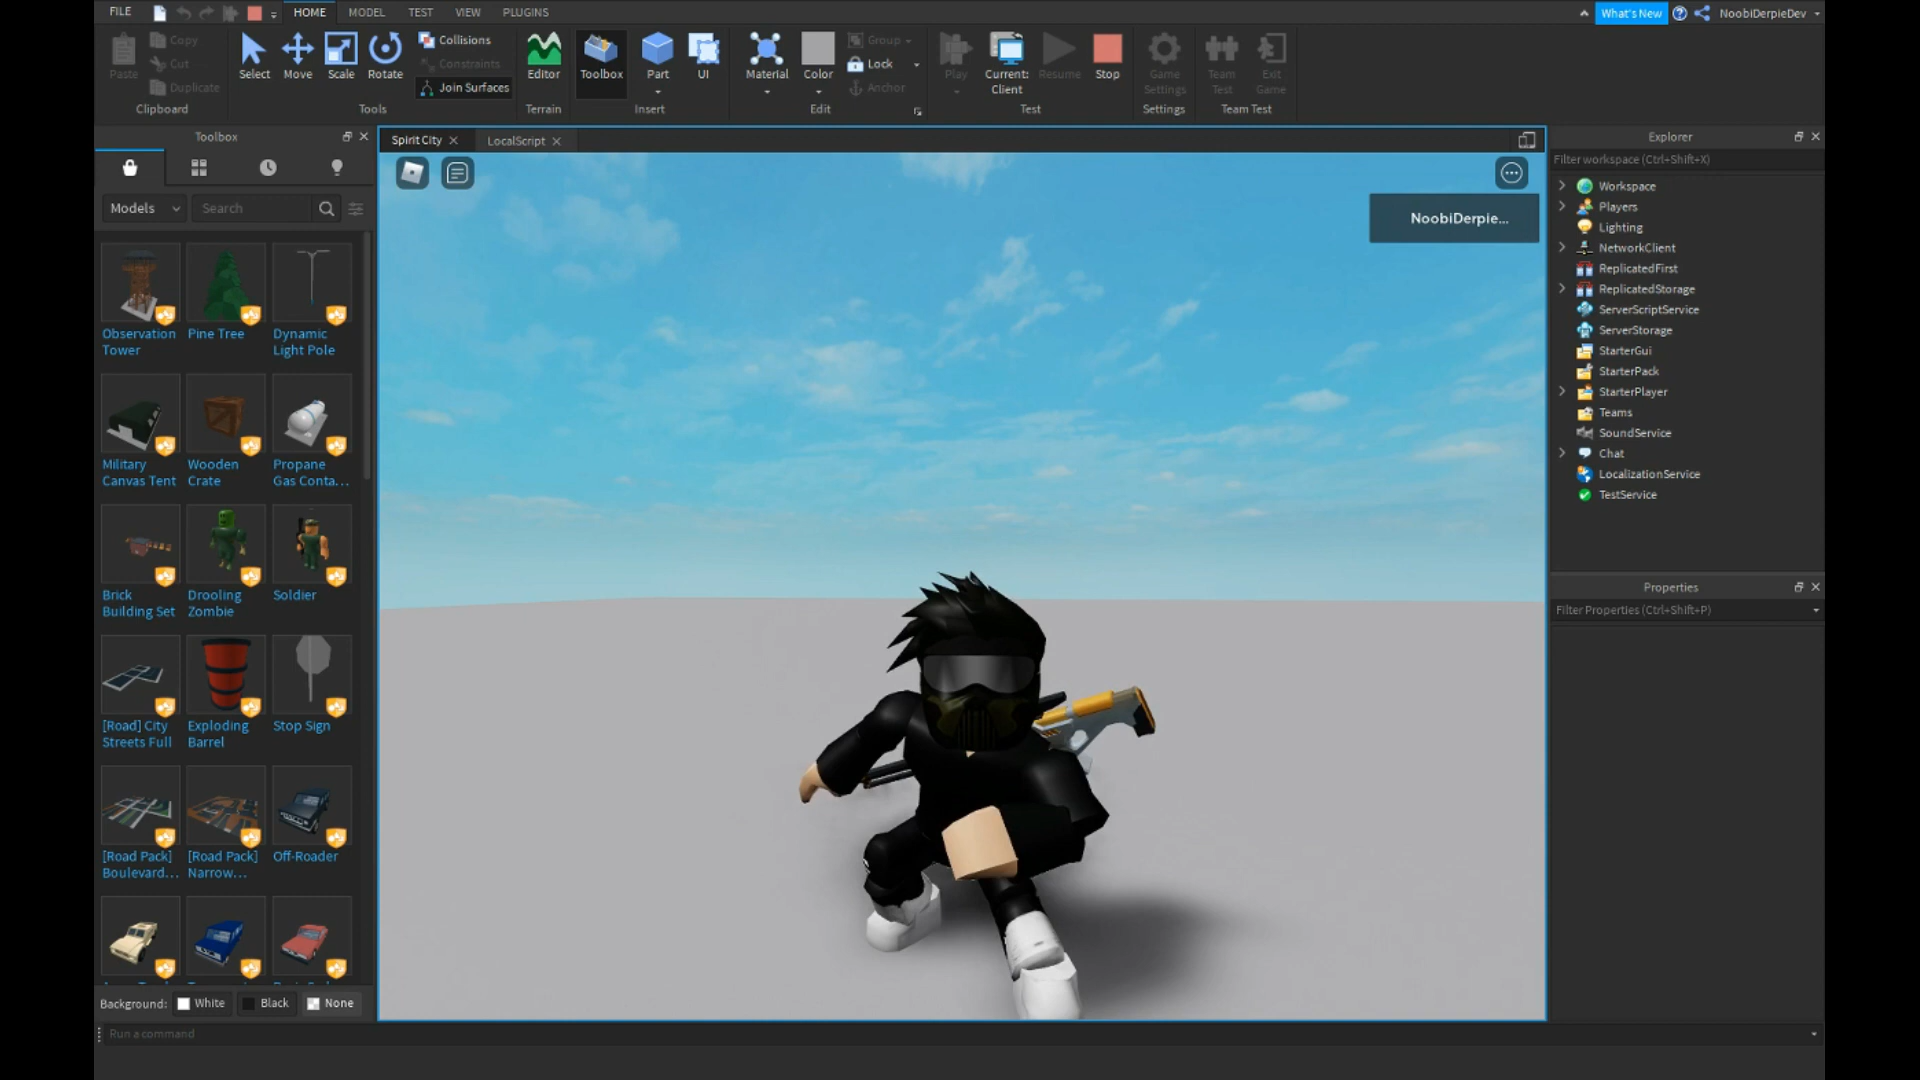 FILE
HOME
MODEL
TEST
VIEW
PLUGINS
What's New
NoobiDerpieDev
Paste
Copy
Cut
Duplicate
Clipboard
Select
Move
Scale
Rotate
Collisions
Constraints
Join Surfaces
Tools
Editor
Terrain
Toolbox
Part
UI
Insert
Material
Color
Group
Lock
Anchor
Edit
Play
Current:
Client
Resume
Stop
Test
Game
Settings
Settings
Team
Test
Exit
Game
Team Test
Toolbox
Models
Search
Observation
Tower
Pine Tree
Dynamic
Light Pole
Military
Canvas Tent
Wooden
Crate
Propane
Gas Conta...
Brick
Building Set
Drooling
Zombie
Soldier
[Road] City
Streets Full
Exploding
Barrel
Stop Sign
[Road Pack]
Boulevard...
[Road Pack]
Narrow...
Off-Roader
Background:
White
Black
None
Run a command
Spirit City
LocalScript
NoobiDerpie...
Explorer
Filter workspace (Ctrl+Shift+X)
Workspace
Players
Lighting
NetworkClient
ReplicatedFirst
ReplicatedStorage
ServerScriptService
ServerStorage
StarterGui
StarterPack
StarterPlayer
Teams
SoundService
Chat
LocalizationService
TestService
Properties
Filter Properties (Ctrl+Shift+P)